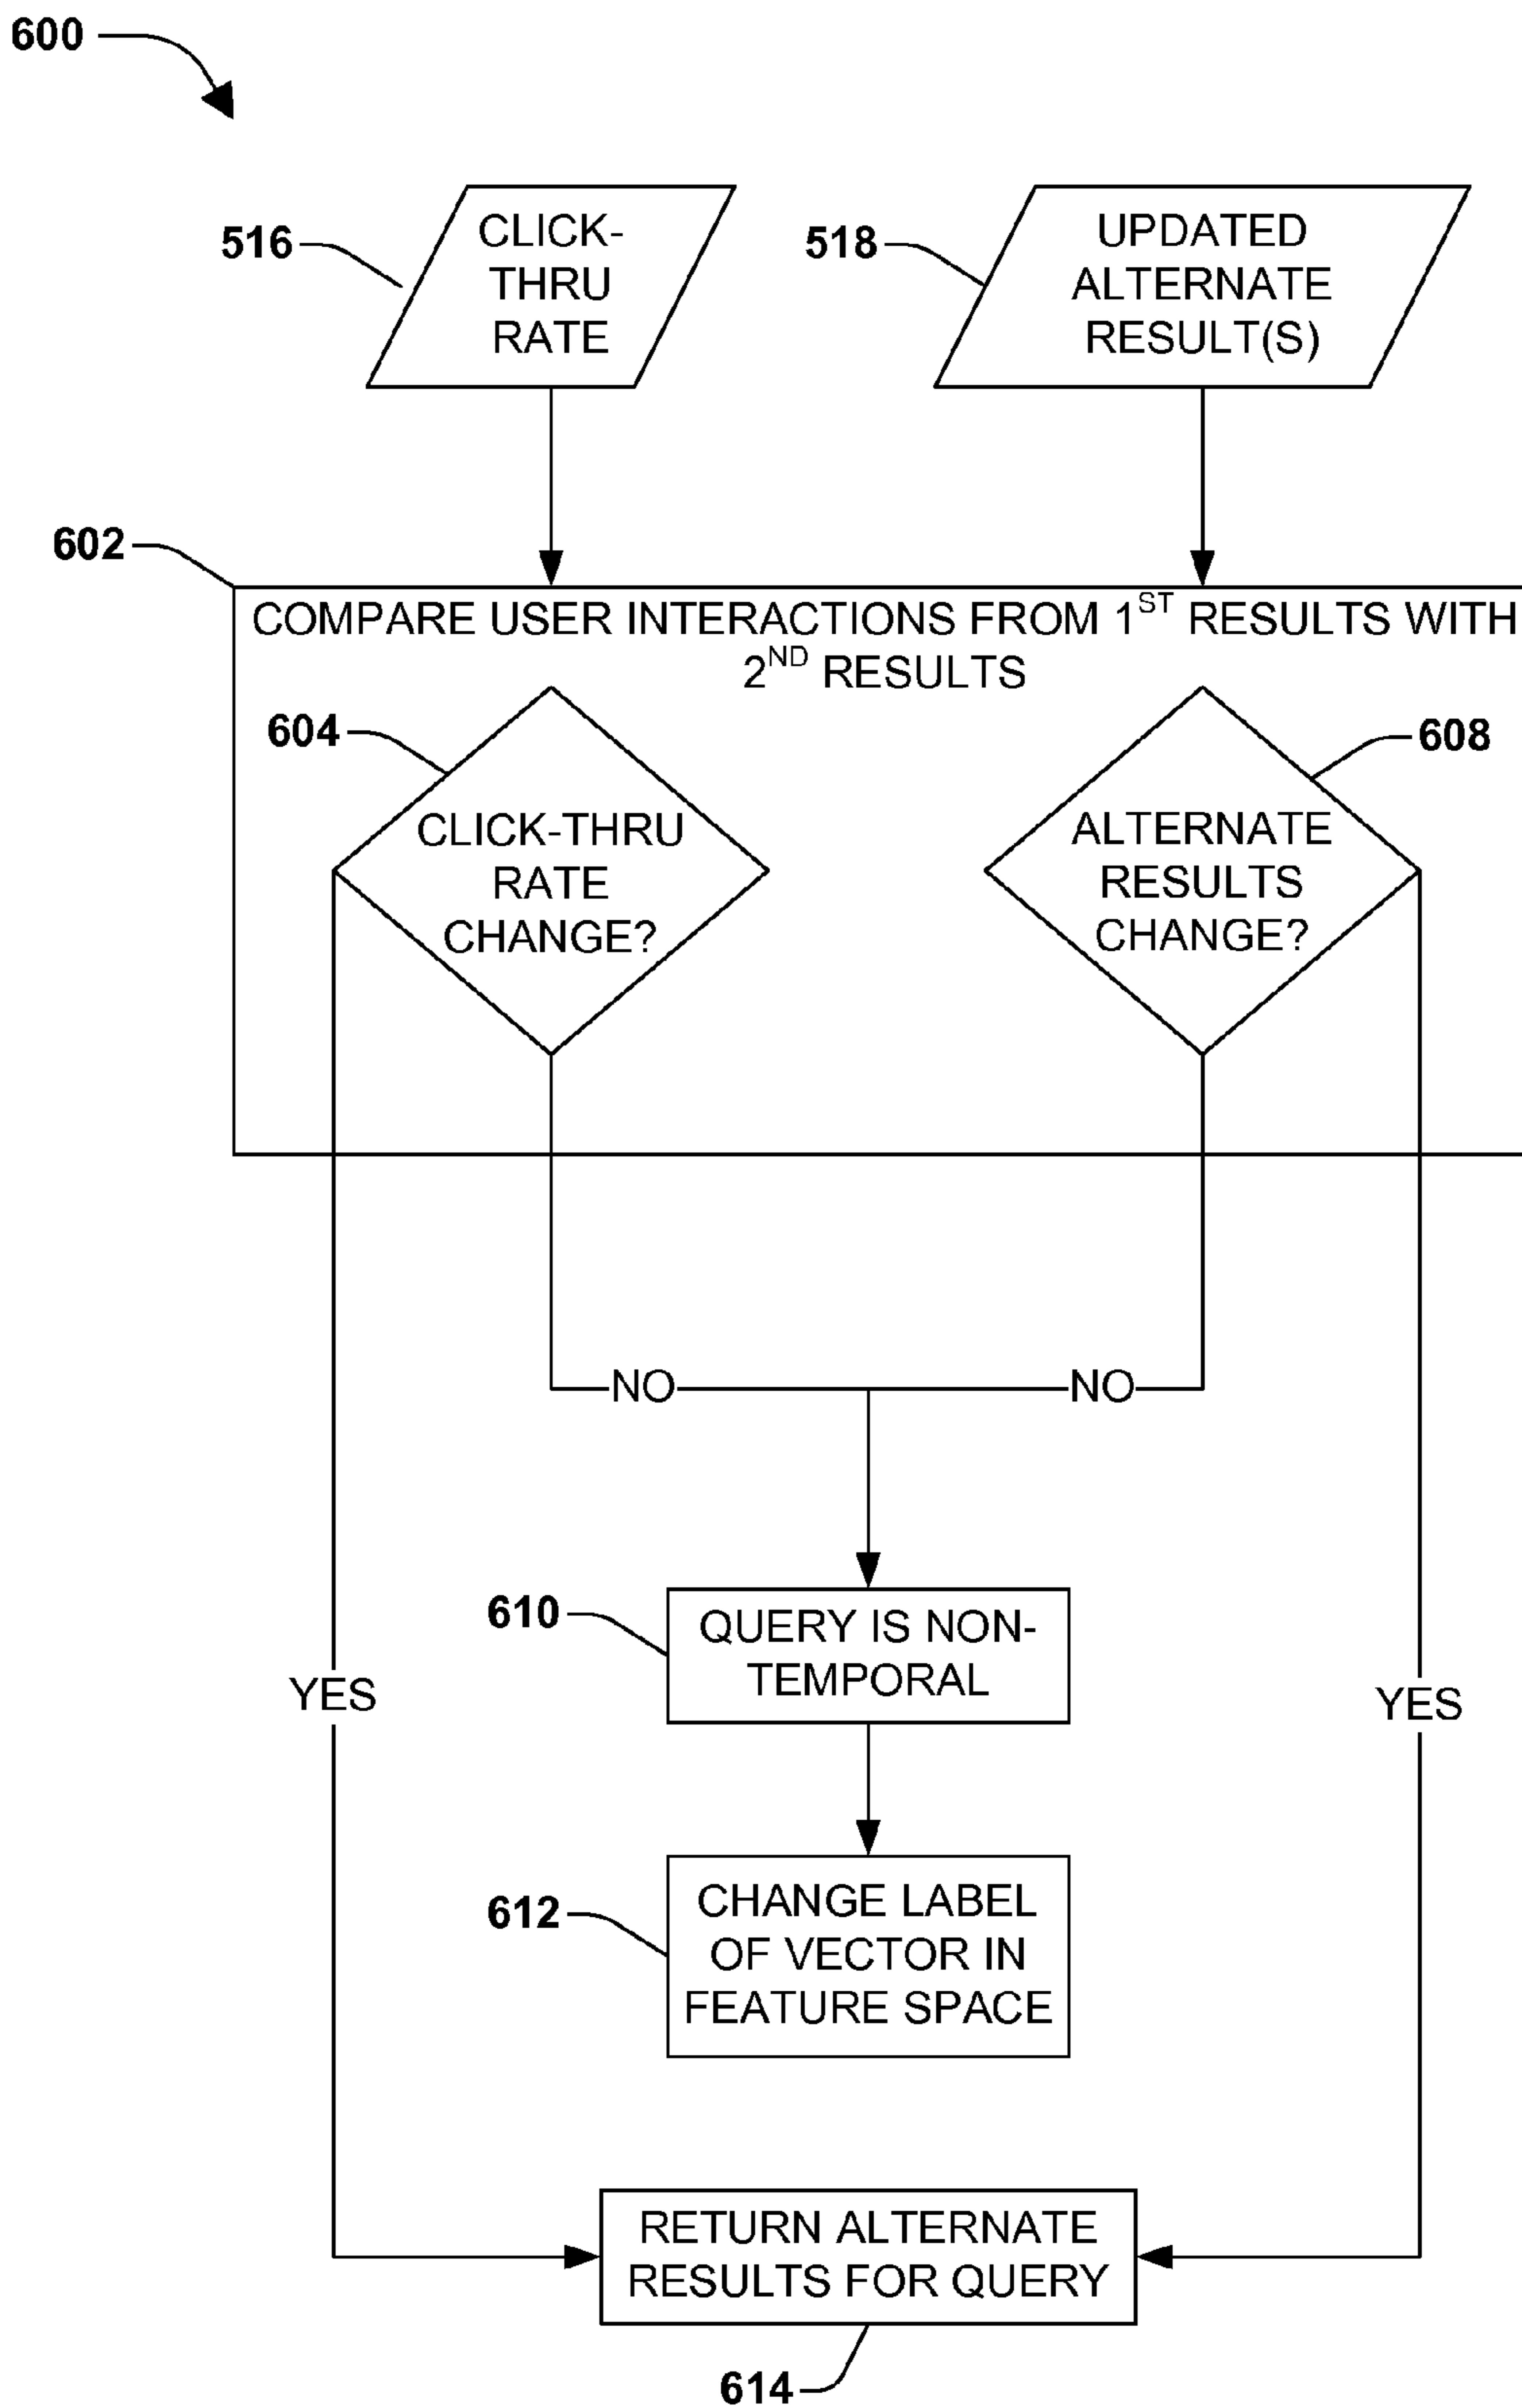 600
516
CLICK-
THRU
RATE
518
UPDATED
ALTERNATE
RESULT(S)
602
COMPARE USER INTERACTIONS FROM 1ST RESULTS WITH
2ND RESULTS
604
CLICK-THRU
RATE
CHANGE?
608
ALTERNATE
RESULTS
CHANGE?
NO
NO
610
QUERY IS NON-
TEMPORAL
YES
YES
612
CHANGE LABEL
OF VECTOR IN
FEATURE SPACE
RETURN ALTERNATE
RESULTS FOR QUERY
614